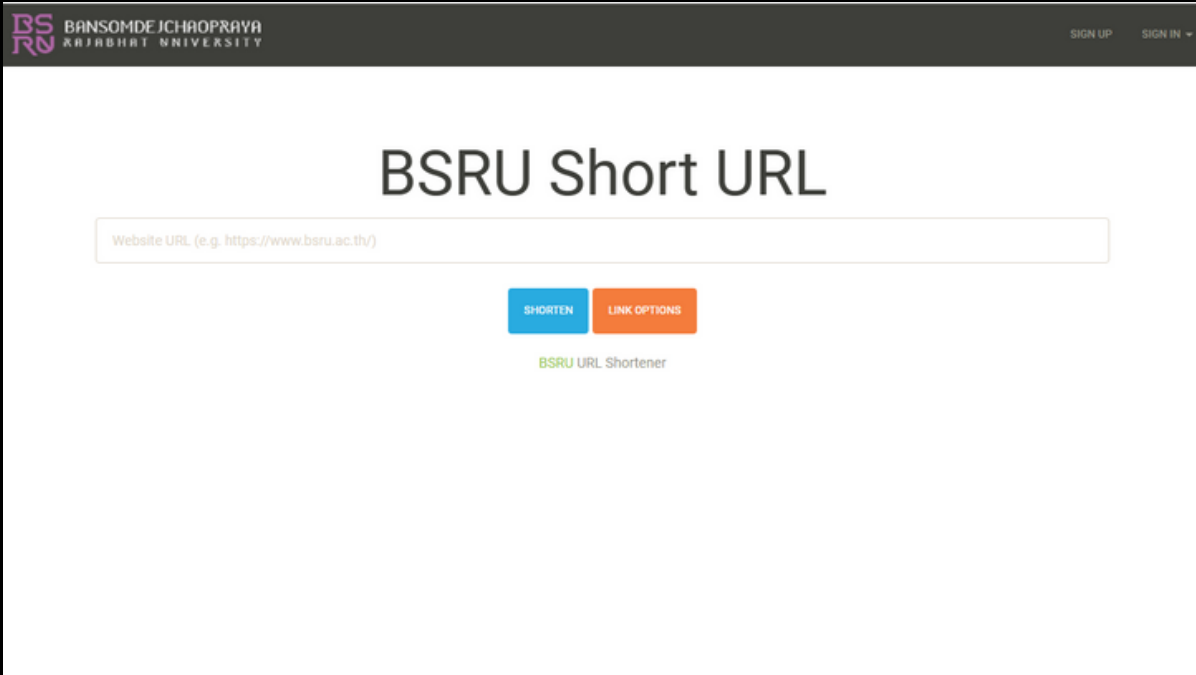 BS
RU
BANSOMDEJCHAOPRAYA
RAJABHAT UNIVERSITY
SIGN UP
SIGN IN
BSRU Short URL
Website URL (e.g. https://www.bsru.ac.th/)
SHORTEN
LINK OPTIONS
BSRU URL Shortener